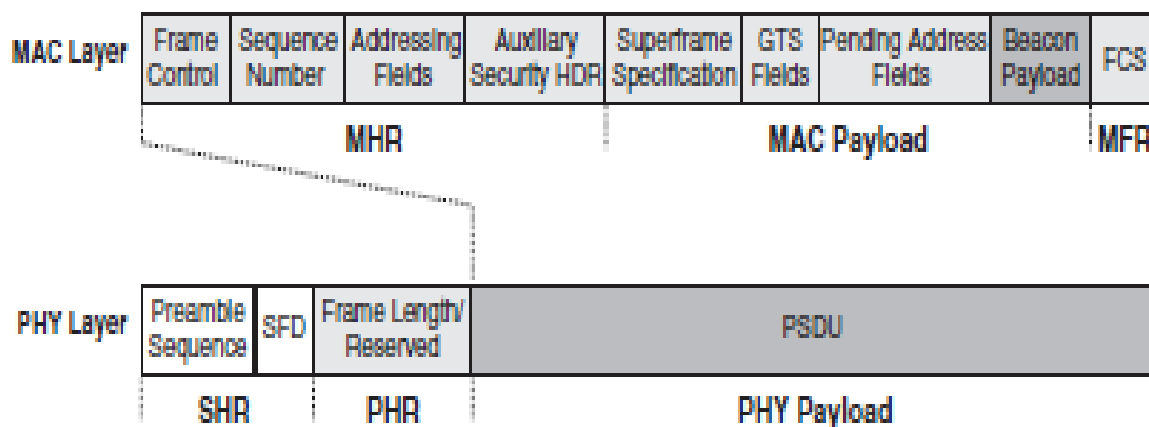 MAC Layer
Frame Control
Sequence Number
Addressing Fields
Auxiliary Security HDR
Superframe Specification
GTS Fields
Pending Address Fields
Beacon Payload
FCS
MHR
MAC Payload
MFR
PHY Layer
Preamble Sequence
SFD
Frame Length/ Reserved
PSDU
SHR
PHR
PHY Payload